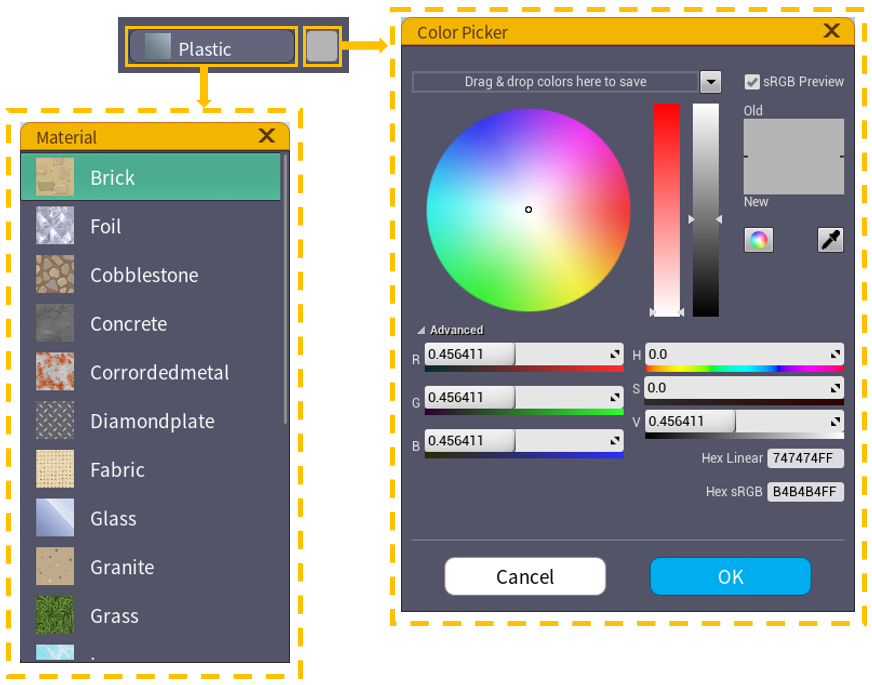 Plastic
Material
Brick
Foil
Cobblestone
Concrete
Corrordedmetal
Diamondplate
Fabric
Glass
Granite
Grass
Color Picker
Drag & drop colors here to save
sRGB Preview
Old
New
Advanced
R 0.456411
G 0.456411
B 0.456411
H 0.0
S 0.0
V 0.456411
Hex Linear 747474FF
Hex sRGB B4B4B4FF
Cancel
OK